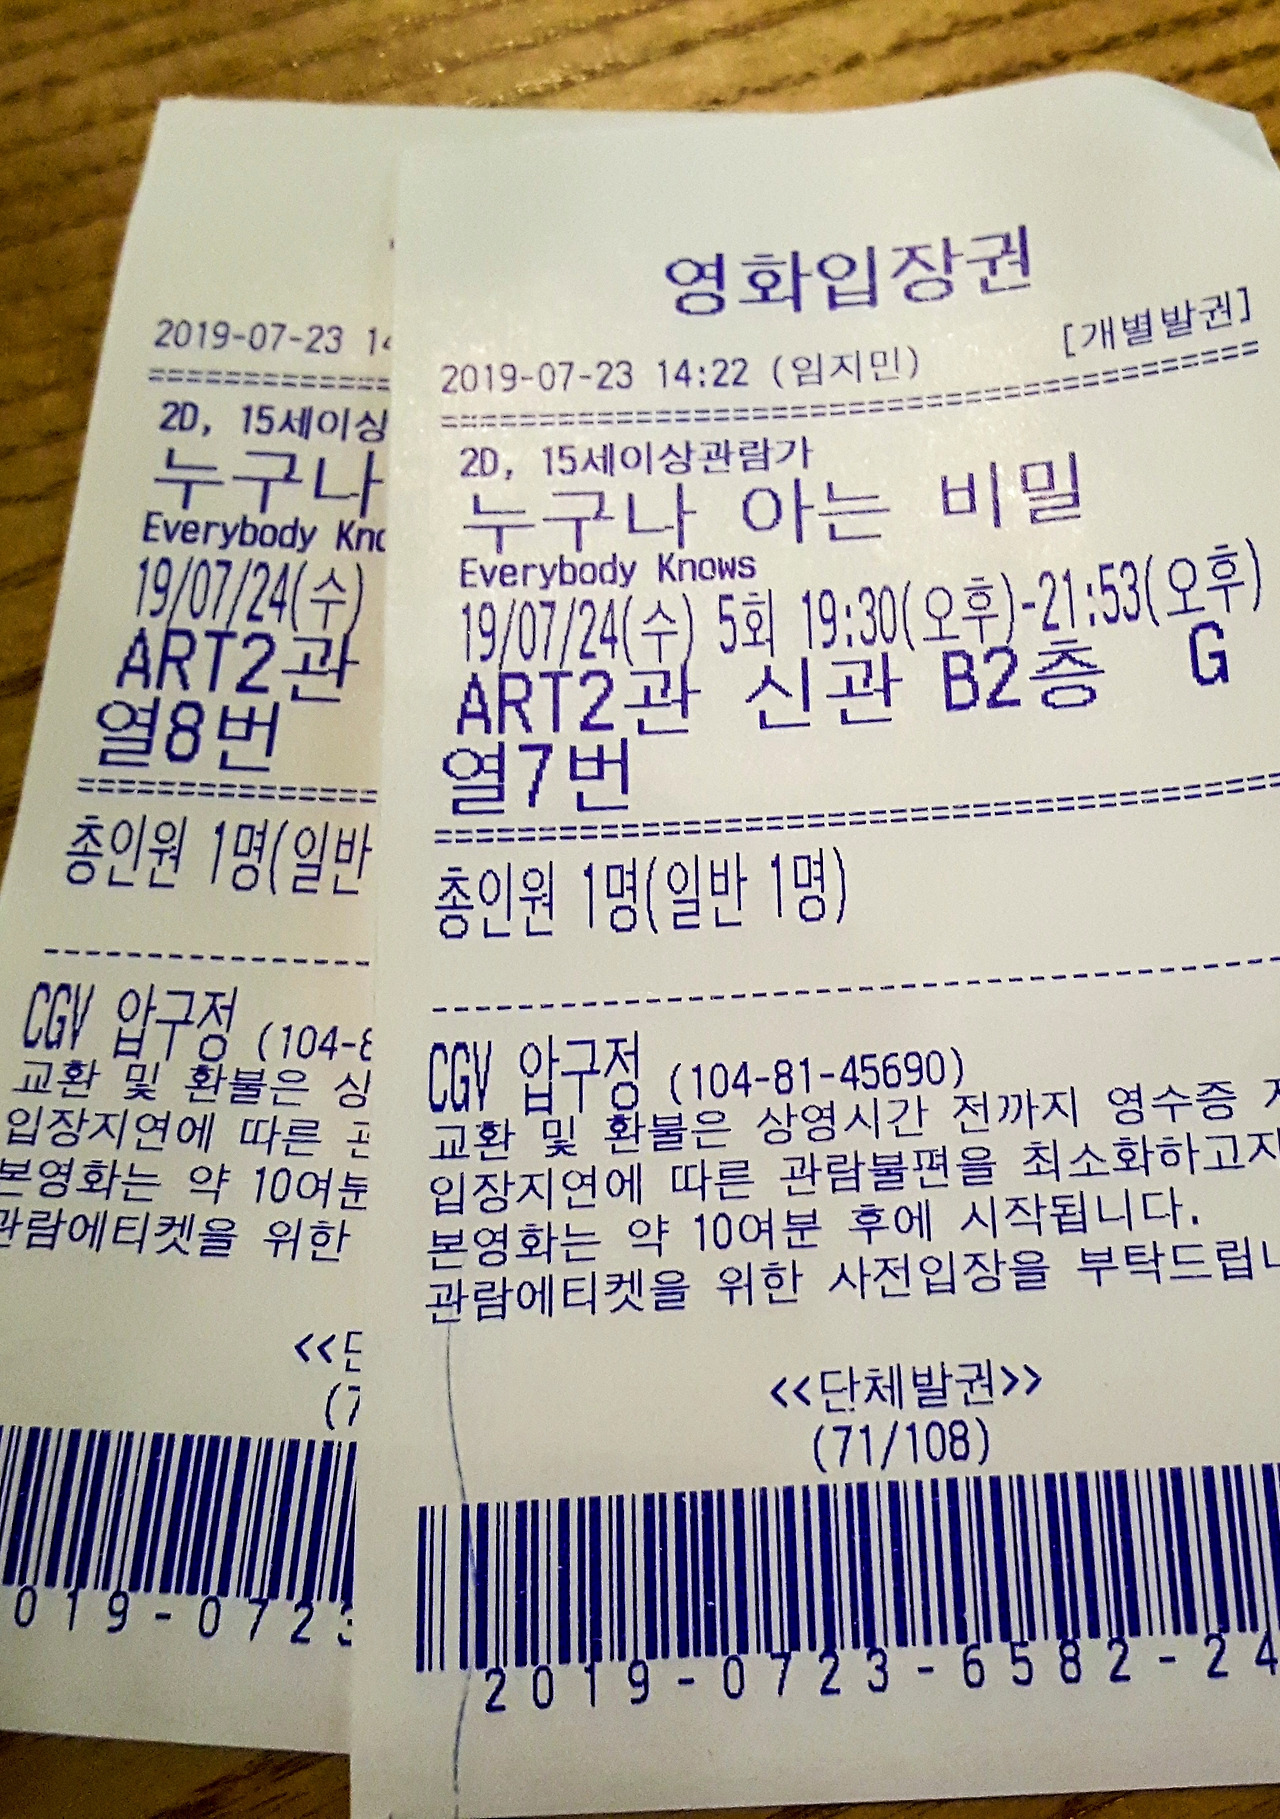 2019-07-23 14
2D, 15세이상
누구나
Everybody Kno
19/07/24(수)
ART2관
열8번
총인원 1명(일반
CGV 압구정 (104-8
교환 및 환불은 상
입장지연에 따른 관
본영화는 약 10여분
관람에티켓을 위한
<<단
(7
019-0723
영화입장권
[개별발권]
2019-07-23 14:22 (임지민)
2D, 15세이상관람가
누구나 아는 비밀
Everybody Knows
19/07/24(수) 5회 19:30(오후)-21:53(오후)
ART2관 신관 B2층 G
열7번
총인원 1명(일반 1명)
CGV 압구정 (104-81-45690)
교환 및 환불은 상영시간 전까지 영수증
입장지연에 따른 관람불편을 최소화하고자
본영화는 약 10여분 후에 시작됩니다.
관람에티켓을 위한 사전입장을 부탁드립니
<<단체발권>>
(71/108)
2019-0723-6582-24